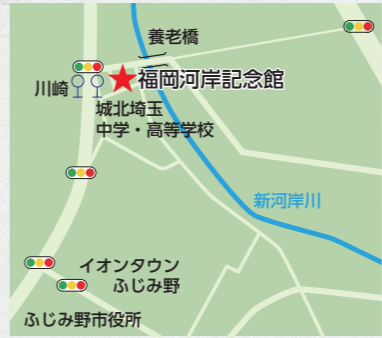 養老橋
福岡河岸記念館
川崎
城北埼玉
中学・高等学校
新河岸川
イオンタウン
ふじみ野
ふじみ野市役所